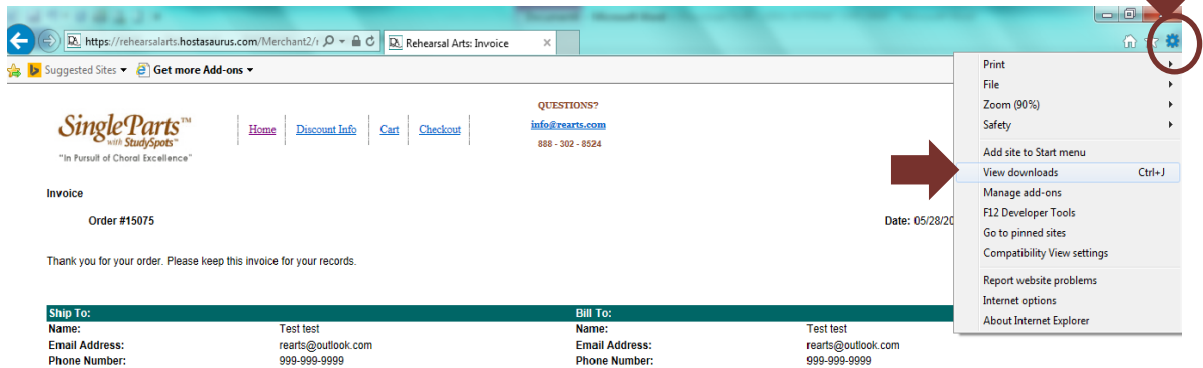 https://rehearsalarts.hostasaurus.com/Merchant2/
Rehearsal Arts: Invoice
Suggested Sites
Get more Add-ons
SingleParts™
with StudySpots™
"In Pursuit of Choral Excellence"
Home
Discount Info
Cart
Checkout
QUESTIONS?
info@rearts.com
888 - 302 - 8524
Invoice
Order #15075
Date: 05/28/20
Thank you for your order. Please keep this invoice for your records.
Ship To:
Bill To:
Name: Test test
Name: Test test
Email Address: rearts@outlook.com
Email Address: rearts@outlook.com
Phone Number: 999-999-9999
Phone Number: 999-999-9999
Print
File
Zoom (90%)
Safety
Add site to Start menu
View downloads Ctrl+J
Manage add-ons
F12 Developer Tools
Go to pinned sites
Compatibility View settings
Report website problems
Internet options
About Internet Explorer